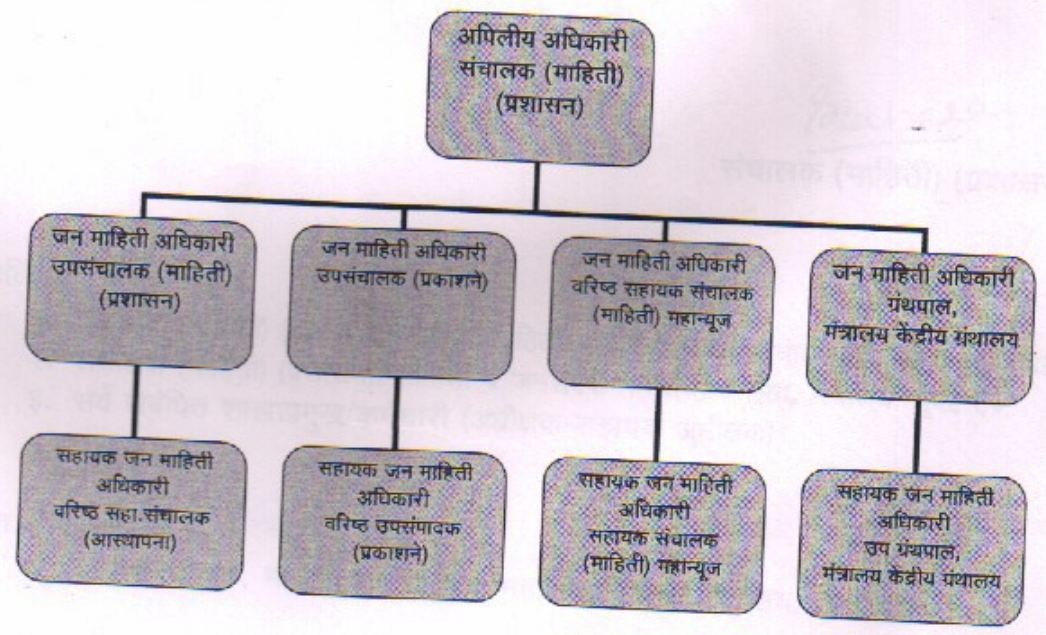 अपिलीय अधिकारी
संचालक (माहिती)
(प्रशासन)
संचालक (माहिती)
जन माहिती अधिकारी
उपसंचालक (माहिती)
(प्रशासन)
जन माहिती अधिकारी
उपसंचालक (प्रकाशने)
जन माहिती अधिकारी
वरिष्ठ सहायक संचालक
(माहिती) महान्यूज
जन माहिती अधिकारी
ग्रंथपाल,
मंत्रालय केंद्रीय ग्रंथालय
सहायक जन माहिती
अधिकारी
वरिष्ठ सहा.संचालक
(आस्थापना)
सहायक जन माहिती
अधिकारी
वरिष्ठ उपसंपादक
(प्रकाशने)
सहायक जन माहिती
अधिकारी
सहायक संचालक
(माहिती) महान्यूज
सहायक जन माहिती
अधिकारी
उप ग्रंथपाल,
मंत्रालय केंद्रीय ग्रंथालय